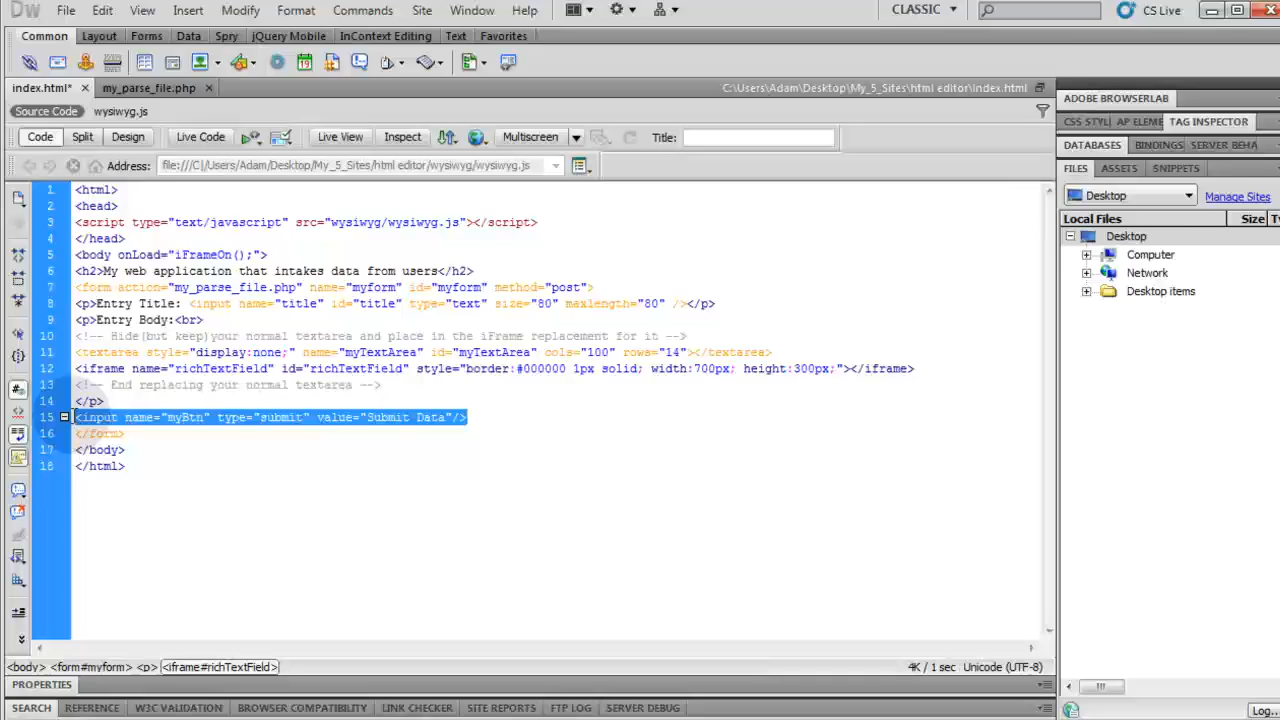 Dw File Edit View Insert Modify Format Commands Site Window Help CLASSIC CS Live
Common Layout Forms Data Spry jQuery Mobile InContext Editing Text Favorites
index.html* my_parse_file.php C:\Users\Adam\Desktop\My_5_Sites\html editor\index.html
Source Code wysiwyg.js
Code Split Design Live Code Live View Inspect Multiscreen Title:
Address: file:///C|/Users/Adam/Desktop/My_5_Sites/html editor/wysiwyg/wysiwyg.js
1 <html>
2 <head>
3 <script type="text/javascript" src="wysiwyg/wysiwyg.js"></script>
4 </head>
5 <body onLoad="iFrameOn();">
6 <h2>My web application that intakes data from users</h2>
7 <form action="my_parse_file.php" name="myform" id="myform" method="post">
8 <p>Entry Title: <input name="title" id="title" type="text" size="80" maxlength="80" /></p>
9 <p>Entry Body:<br>
10 <!-- Hide(but keep)your normal textarea and place in the iFrame replacement for it -->
11 <textarea style="display:none;" name="myTextArea" id="myTextArea" cols="100" rows="14"></textarea>
12 <iframe name="richTextField" id="richTextField" style="border:#000000 1px solid; width:700px; height:300px;"></iframe>
13 <!-- End replacing your normal textarea -->
14 </p>
15 <input name="myBtn" type="submit" value="Submit Data"/>
16 </form>
17 </body>
18 </html>
<body> <form#myform> <p> <iframe#richTextField> 4K / 1 sec Unicode (UTF-8)
PROPERTIES
SEARCH REFERENCE W3C VALIDATION BROWSER COMPATIBILITY LINK CHECKER SITE REPORTS FTP LOG SERVER DEBUG
ADOBE BROWSERLAB
CSS STYL AP ELEME TAG INSPECTOR
DATABASES BINDINGS SERVER BEHA
FILES ASSETS SNIPPETS
Desktop Manage Sites
Local Files Size T
Desktop
Computer
Network
Desktop items
Log..